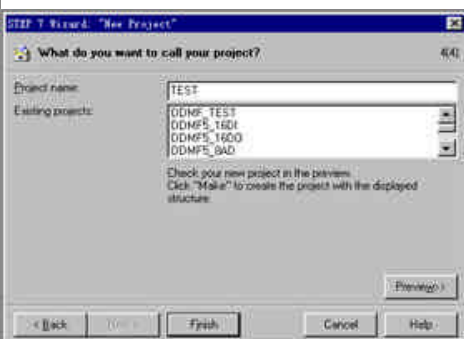 STEP 7 Wizard: "New Project"
What do you want to call your project?
4(4)
Project name:
TEST
Existing projects:
DDMF_TEST
DDMF5_16DI
DDMF5_16DO
DDMF5_8AD
Check your new project in the preview.
Click "Make" to create the project with the displayed
structure.
Preview>
< Back
Next >
Finish
Cancel
Help